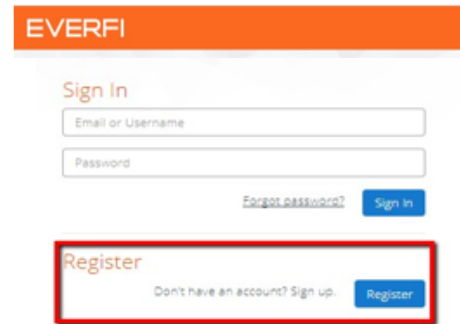 EVERFI
Sign In
Email or Username
Password
Forgot password? Sign In
Register
Don't have an account? Sign up. Register